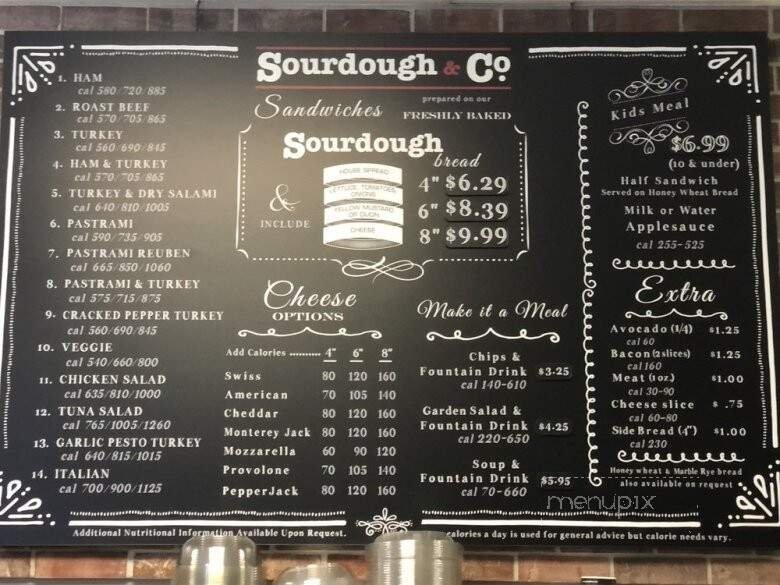 Sourdough & Co.
Sandwiches
prepared on our
FRESHLY BAKED
Sourdough
bread
& INCLUDE
HOUSE SPREAD
LETTUCE, TOMATOES,
ONIONS
YELLOW MUSTARD
OR DIJON
CHEESE
4" $6.29
6" $8.39
8" $9.99
1. HAM
cal 580/720/885
2. ROAST BEEF
cal 570/705/865
3. TURKEY
cal 560/690/845
4. HAM & TURKEY
cal 570/705/865
5. TURKEY & DRY SALAMI
cal 640/810/1005
6. PASTRAMI
cal 590/735/905
7. PASTRAMI REUBEN
cal 665/850/1060
8. PASTRAMI & TURKEY
cal 575/715/875
9. CRACKED PEPPER TURKEY
cal 560/690/845
10. VEGGIE
cal 540/660/800
11. CHICKEN SALAD
cal 635/810/1000
12. TUNA SALAD
cal 765/1005/1260
13. GARLIC PESTO TURKEY
cal 640/815/1015
14. ITALIAN
cal 700/900/1125
Cheese
OPTIONS
Add Calories .......... 4" 6" 8"
Swiss 80 120 160
American 70 105 140
Cheddar 80 120 160
Monterey Jack 80 120 160
Mozzarella 60 90 120
Provolone 70 105 140
PepperJack 80 120 160
Make it a Meal
Chips &
Fountain Drink $3.25
cal 140-610
Garden Salad &
Fountain Drink $4.25
cal 220-650
Soup &
Fountain Drink $5.95
cal 70-660
Kids Meal
$6.99
(10 & under)
Half Sandwich
Served on Honey Wheat Bread
Milk or Water
Applesauce
cal 255-525
Extra
Avocado (1/4) $1.25
cal 60
Bacon (2 slices) $1.25
cal 160
Meat (1 oz.) $1.00
cal 30-90
Cheese slice $ .75
cal 60-80
Side Bread (4") $1.00
cal 230
Honey wheat & Marble Rye bread
also available on request
menupix
Additional Nutritional Information Available Upon Request.
calories a day is used for general advice but calorie needs vary.